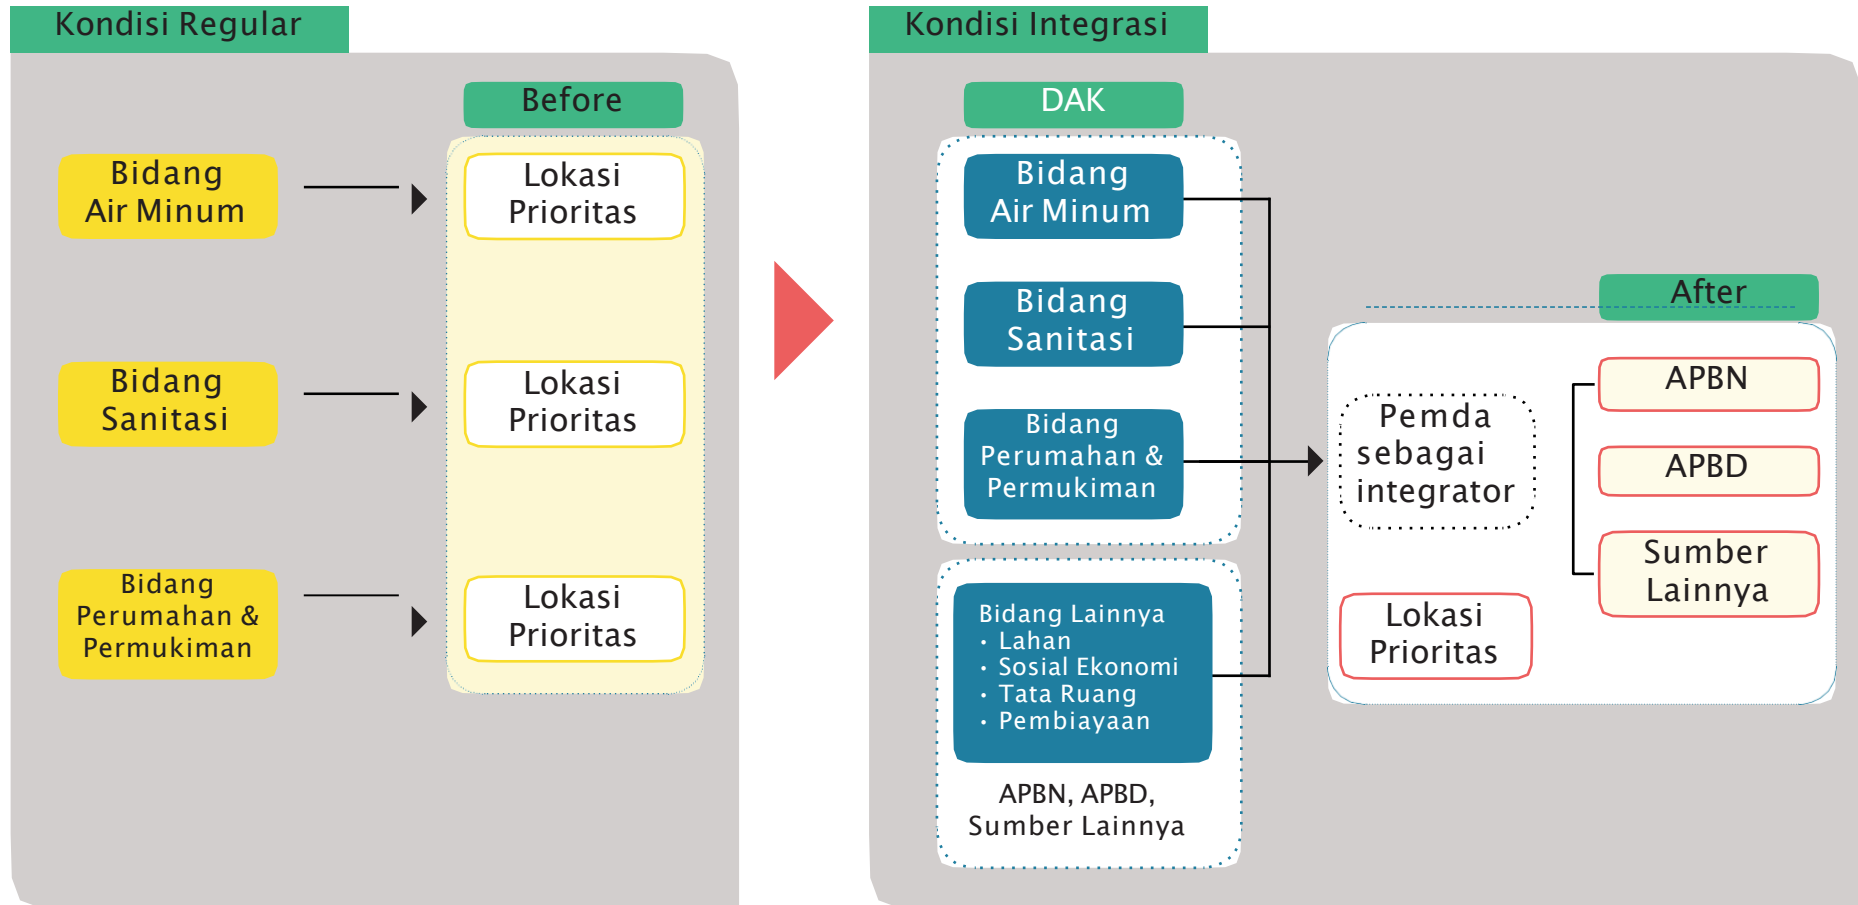 Kondisi Regular
Before
Bidang
Air Minum
Lokasi
Prioritas
Bidang
Sanitasi
Lokasi
Prioritas
Bidang
Perumahan &
Permukiman
Lokasi
Prioritas
Kondisi Integrasi
DAK
Bidang
Air Minum
Bidang
Sanitasi
Bidang
Perumahan &
Permukiman
Bidang Lainnya
• Lahan
• Sosial Ekonomi
• Tata Ruang
• Pembiayaan
APBN, APBD,
Sumber Lainnya
After
Pemda
sebagai
integrator
Lokasi
Prioritas
APBN
APBD
Sumber
Lainnya